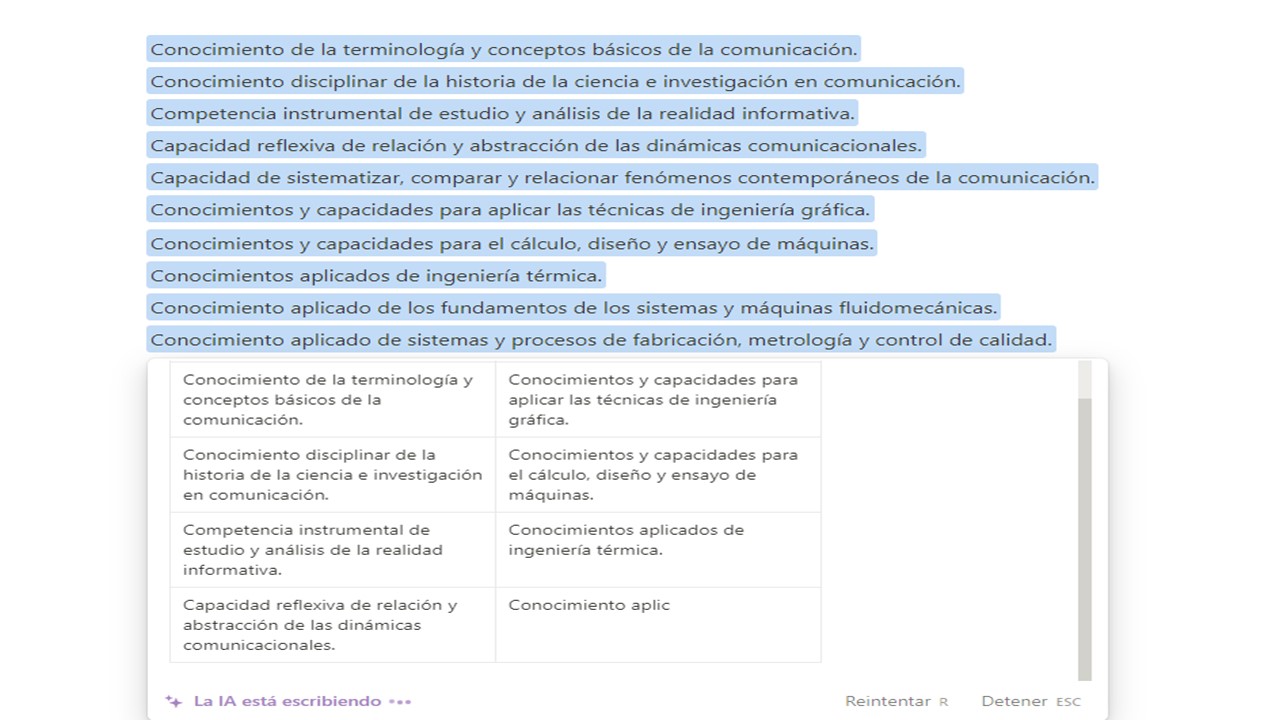 Conocimiento de la terminología y conceptos básicos de la comunicación.
Conocimiento disciplinar de la historia de la ciencia e investigación en comunicación.
Competencia instrumental de estudio y análisis de la realidad informativa.
Capacidad reflexiva de relación y abstracción de las dinámicas comunicacionales.
Capacidad de sistematizar, comparar y relacionar fenómenos contemporáneos de la comunicación.
Conocimientos y capacidades para aplicar las técnicas de ingeniería gráfica.
Conocimientos y capacidades para el cálculo, diseño y ensayo de máquinas.
Conocimientos aplicados de ingeniería térmica.
Conocimiento aplicado de los fundamentos de los sistemas y máquinas fluidomecánicas.
Conocimiento aplicado de sistemas y procesos de fabricación, metrología y control de calidad.
Conocimiento de la terminología y
conceptos básicos de la
comunicación.
Conocimientos y capacidades para
aplicar las técnicas de ingeniería
gráfica.
Conocimiento disciplinar de la
historia de la ciencia e investigación
en comunicación.
Conocimientos y capacidades para
el cálculo, diseño y ensayo de
máquinas.
Competencia instrumental de
estudio y análisis de la realidad
informativa.
Conocimientos aplicados de
ingeniería térmica.
Capacidad reflexiva de relación y
abstracción de las dinámicas
comunicacionales.
Conocimiento aplic
La IA está escribiendo
Reintentar R Detener ESC